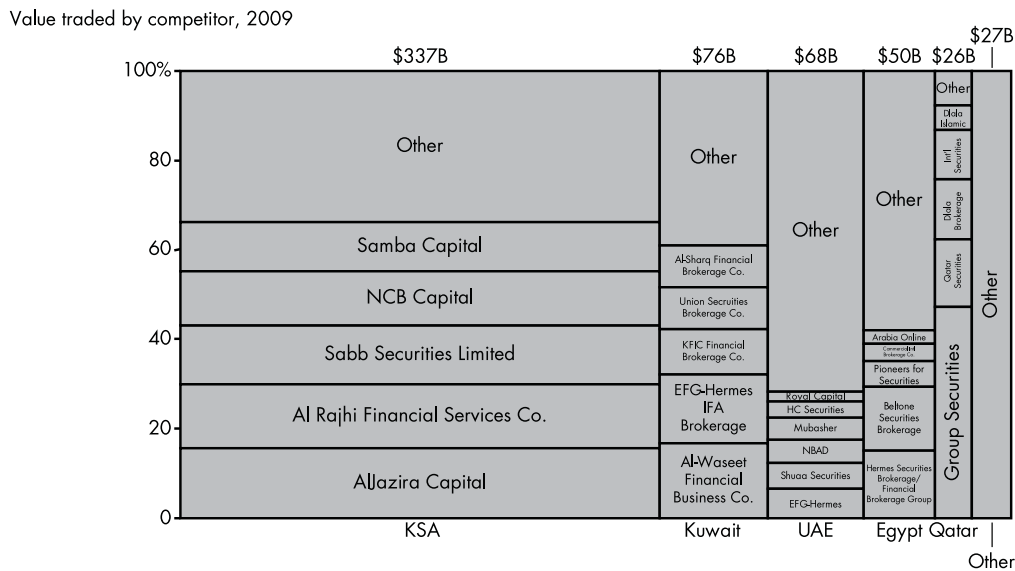 Value traded by competitor, 2009
$27B
$337B
$76B
$68B
$50B
$26B
100%
80
60
40
20
0
Other
Samba Capital
NCB Capital
Sabb Securities Limited
Al Rajhi Financial Services Co.
AlJazira Capital
Other
Al-Sharq Financial
Brokerage Co.
Union Secruities
Brokerage Co.
KFIC Financial
Brokerage Co.
EFG-Hermes
IFA
Brokerage
Al-Waseet
Financial
Business Co.
Other
Royal Capital
HC Securities
Mubasher
NBAD
Shuaa Securities
EFG-Hermes
Other
Arabia Online
Brokerage Co.
Pioneers for
Securities
Beltone
Securities
Brokerage
Hermes Securities
Brokerage/
Financial
Brokerage Group
Other
Dlala
Islamic
Int'l
Securities
Dlala
Brokerage
Qatar
Securities
Group Securities
Other
KSA
Kuwait
UAE
Egypt
Qatar
Other